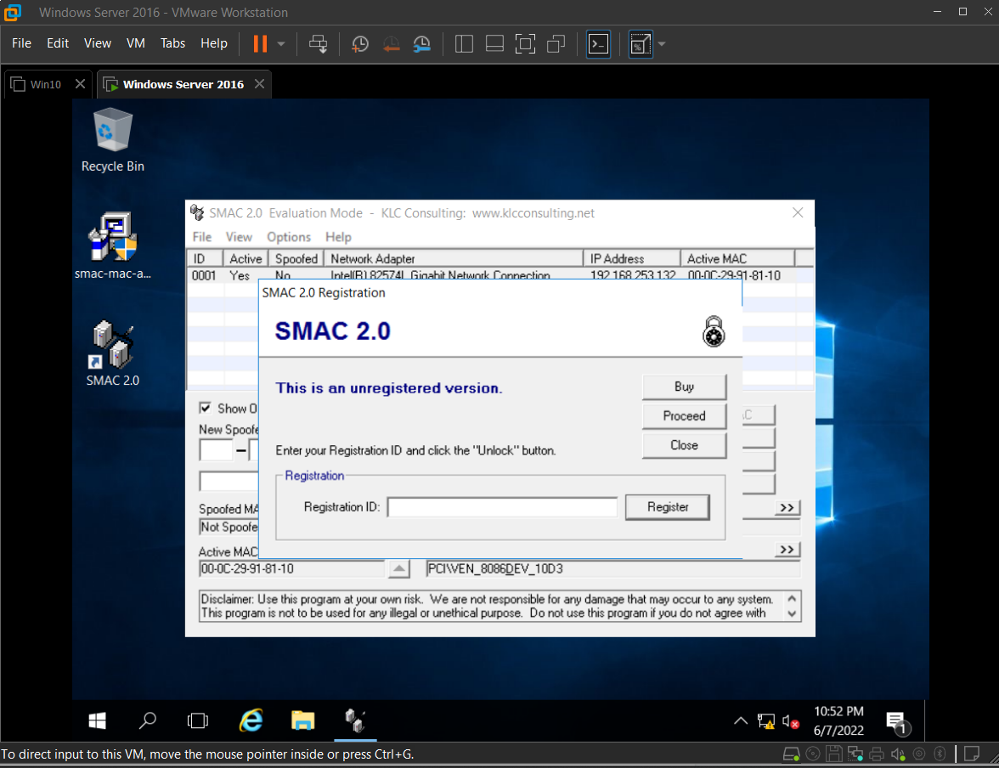 Windows Server 2016 - VMware Workstation
File Edit View VM Tabs Help
Win10
Windows Server 2016
Recycle Bin
smac-mac-a...
SMAC 2.0
SMAC 2.0 Evaluation Mode - KLC Consulting: www.klcconsulting.net
File View Options Help
ID Active Spoofed Network Adapter IP Address Active MAC
0001 Yes No Intel(R) 82574L Gigabit Network Connection 192.168.253.132 00-0C-29-91-81-10
SMAC 2.0 Registration
SMAC 2.0
This is an unregistered version.
Buy
Proceed
Close
Enter your Registration ID and click the "Unlock" button.
Registration
Registration ID:
Register
Show O
New Spoofe
Spoofed MA
>>
Not Spoofe
Active MAC
>>
00-0C-29-91-81-10
PCI\VEN_8086DEV_10D3
Disclaimer: Use this program at your own risk. We are not responsible for any damage that may occur to any system.
This program is not to be used for any illegal or unethical purpose. Do not use this program if you do not agree with
10:52 PM
6/7/2022
1
To direct input to this VM, move the mouse pointer inside or press Ctrl+G.